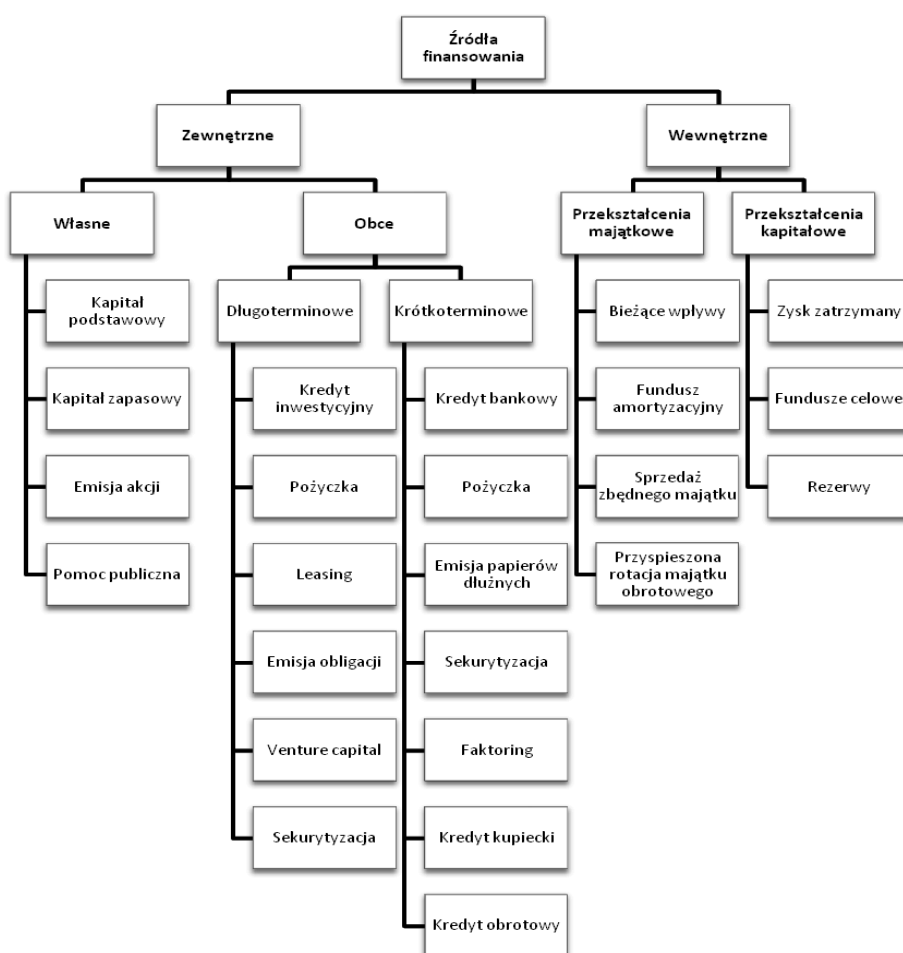 Źródła
finansowania
Zewnętrzne
Wewnętrzne
Własne
Obce
Przekształcenia
majątkowe
Przekształcenia
kapitałowe
Kapitał
podstawowy
Kapitał zapasowy
Emisja akcji
Pomoc publiczna
Długoterminowe
Kredyt
inwestycyjny
Pożyczka
Leasing
Emisja obligacji
Venture capital
Sekurytyzacja
Krótkoterminowe
Kredyt bankowy
Pożyczka
Emisja papierów
dłużnych
Sekurytyzacja
Faktoring
Kredyt kupiecki
Kredyt obrotowy
Bieżące wpływy
Fundusz
amortyzacyjny
Sprzedaż
zbędnego majątku
Przyspieszona
rotacja majątku
obrotowego
Zysk zatrzymany
Fundusze celowe
Rezerwy